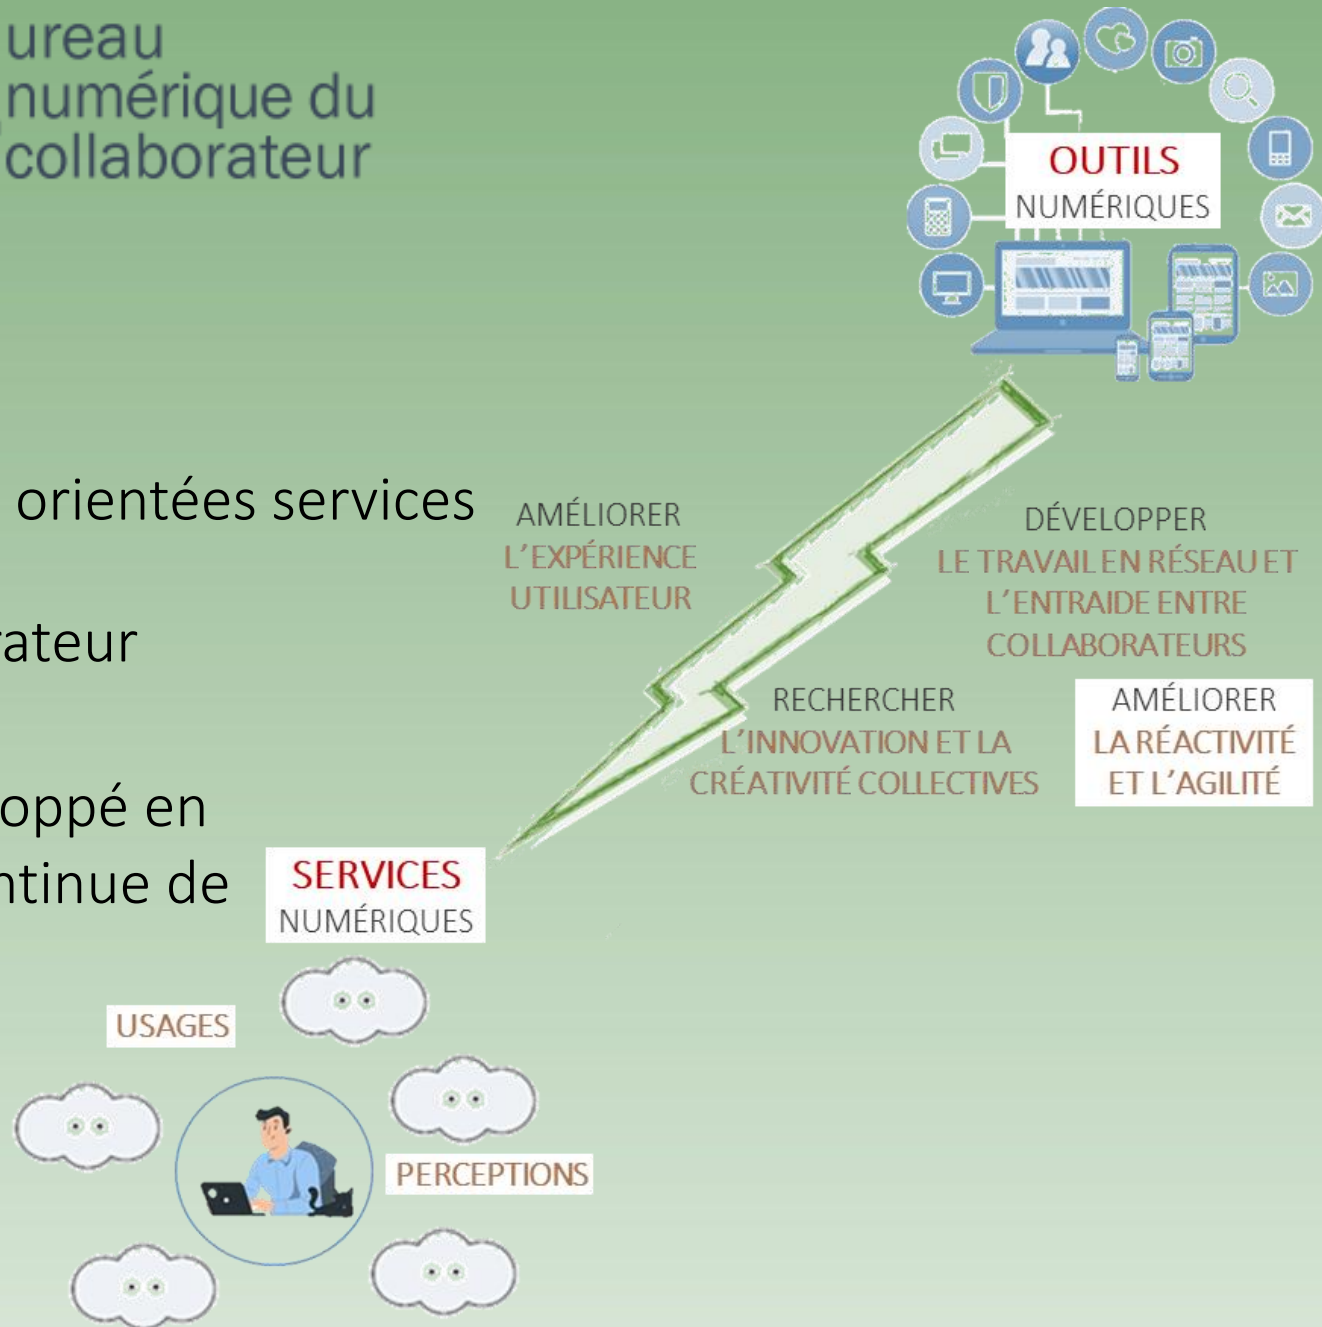 ureau
numérique du
collaborateur
OUTILS
NUMÉRIQUES
orientées services
rateur
oppé en
ntinue de
AMÉLIORER
L'EXPÉRIENCE
UTILISATEUR
DÉVELOPPER
LE TRAVAIL EN RÉSEAU ET
L'ENTRAIDE ENTRE
COLLABORATEURS
RECHERCHER
L'INNOVATION ET LA
CRÉATIVITÉ COLLECTIVES
AMÉLIORER
LA RÉACTIVITÉ
ET L'AGILITÉ
SERVICES
NUMÉRIQUES
USAGES
PERCEPTIONS